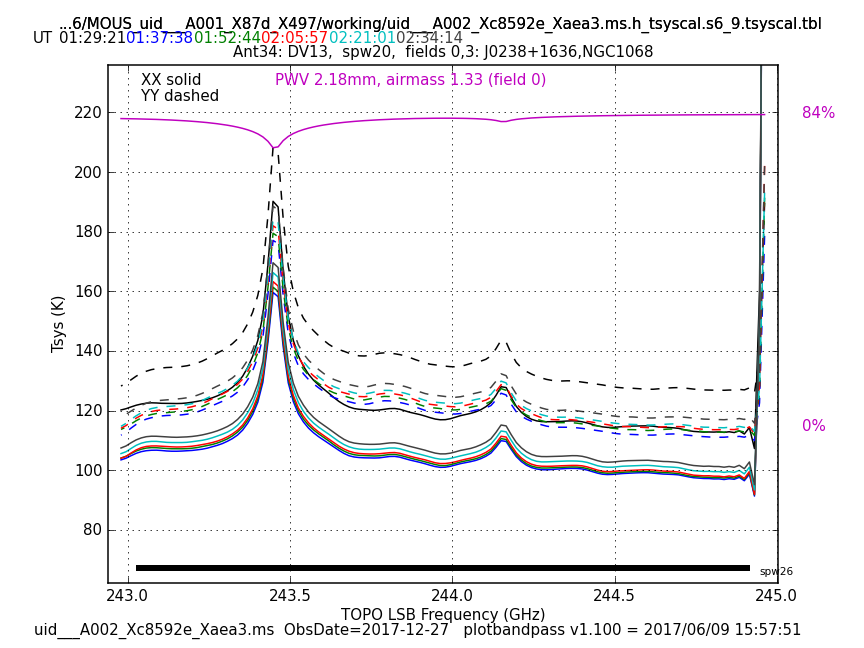 ...6/MOUS_uid___A001_X87d_X497/working/uid___A002_Xc8592e_Xaea3.ms.h_tsyscal.s6_9.tsyscal.tbl
UT 01:29:21 01:37:38 01:52:44 02:05:57 02:21:01 02:34:14
Ant34: DV13, spw20, fields 0,3: J0238+1636,NGC1068
XX solid PWV 2.18mm, airmass 1.33 (field 0)
YY dashed
220 84%
200
180
160
Tsys (K)
140
120
0%
100
80
spw26
243.0 243.5 244.0 244.5 245.0
TOPO LSB Frequency (GHz)
uid___A002_Xc8592e_Xaea3.ms ObsDate=2017-12-27 plotbandpass v1.100 = 2017/06/09 15:57:51